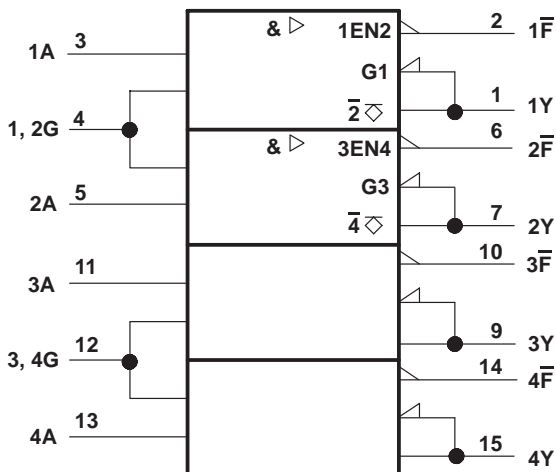 & ▷ 1EN2 2 1F̅
1A 3
G1
1 1Y
2̅ ◇̲
1, 2G 4
6 2F̅
& ▷ 3EN4
G3
2A 5
7 2Y
4̅ ◇̲
10 3F̅
3A 11
9 3Y
3, 4G 12
14 4F̅
4A 13
15 4Y